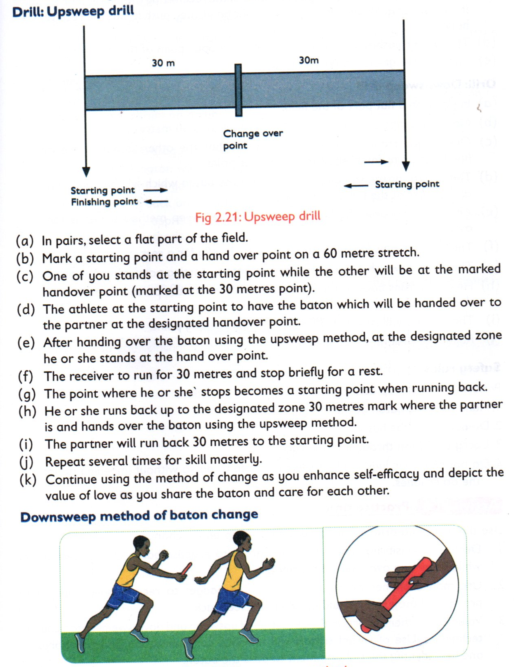 Drill: Upsweep drill
30 m
30m
Change over
point
Starting point
Finishing point
Starting point
Fig 2.21: Upsweep drill
(a) In pairs, select a flat part of the field.
(b) Mark a starting point and a hand over point on a 60 metre stretch.
(c) One of you stands at the starting point while the other will be at the marked
handover point (marked at the 30 metres point).
(d) The athlete at the starting point to have the baton which will be handed over to
the partner at the designated handover point.
(e) After handing over the baton using the upsweep method, at the designated zone
he or she stands at the hand over point.
(f) The receiver to run for 30 metres and stop briefly for a rest.
(g) The point where he or she` stops becomes a starting point when running back.
(h) He or she runs back up to the designated zone 30 metres mark where the partner
is and hands over the baton using the upsweep method.
(i) The partner will run back 30 metres to the starting point.
(j) Repeat several times for skill masterly.
(k) Continue using the method of change as you enhance self-efficacy and depict the
value of love as you share the baton and care for each other.
Downsweep method of baton change